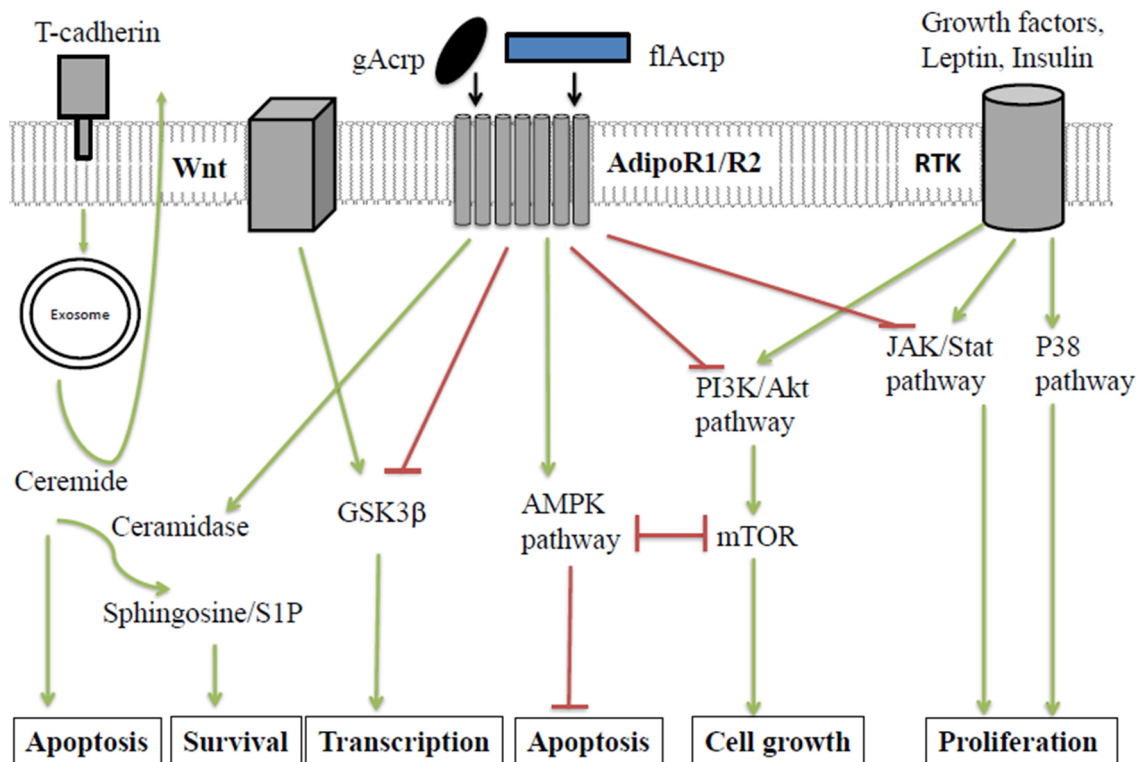 T-cadherin
gAcrp
flAcrp
Growth factors,
Leptin, Insulin
Wnt
AdipoR1/R2
RTK
Exosome
JAK/Stat
pathway
P38
pathway
PI3K/Akt
pathway
Ceremide
Ceramidase
GSK3β
AMPK
pathway
mTOR
Sphingosine/S1P
Apoptosis
Survival
Transcription
Apoptosis
Cell growth
Proliferation